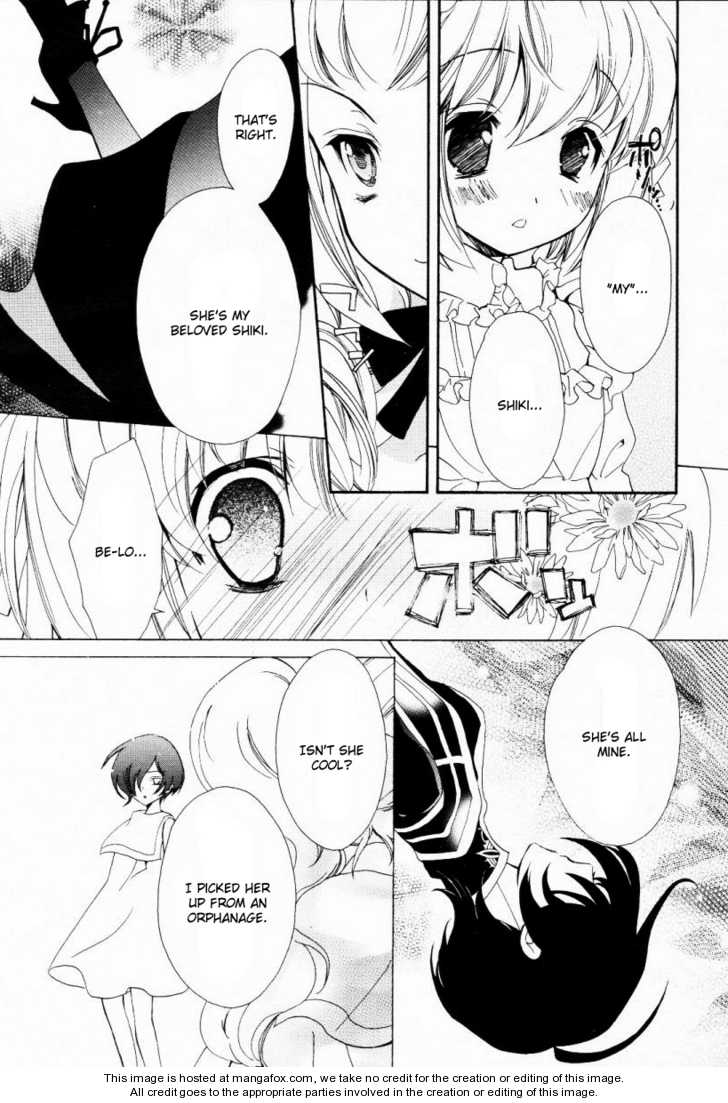 "MY"...
SHIKI...
ポ
THAT'S
RIGHT.
SHE'S MY
BELOVED SHIKI.
BE-LO...
ボッ
SHE'S ALL
MINE.
ISN'T SHE
COOL?
I PICKED HER
UP FROM AN
ORPHANAGE.
This image is hosted at mangafox.com, we take no credit for the creation or editing of this image.
All credit goes to the appropriate parties involved in the creation or editing of this image.